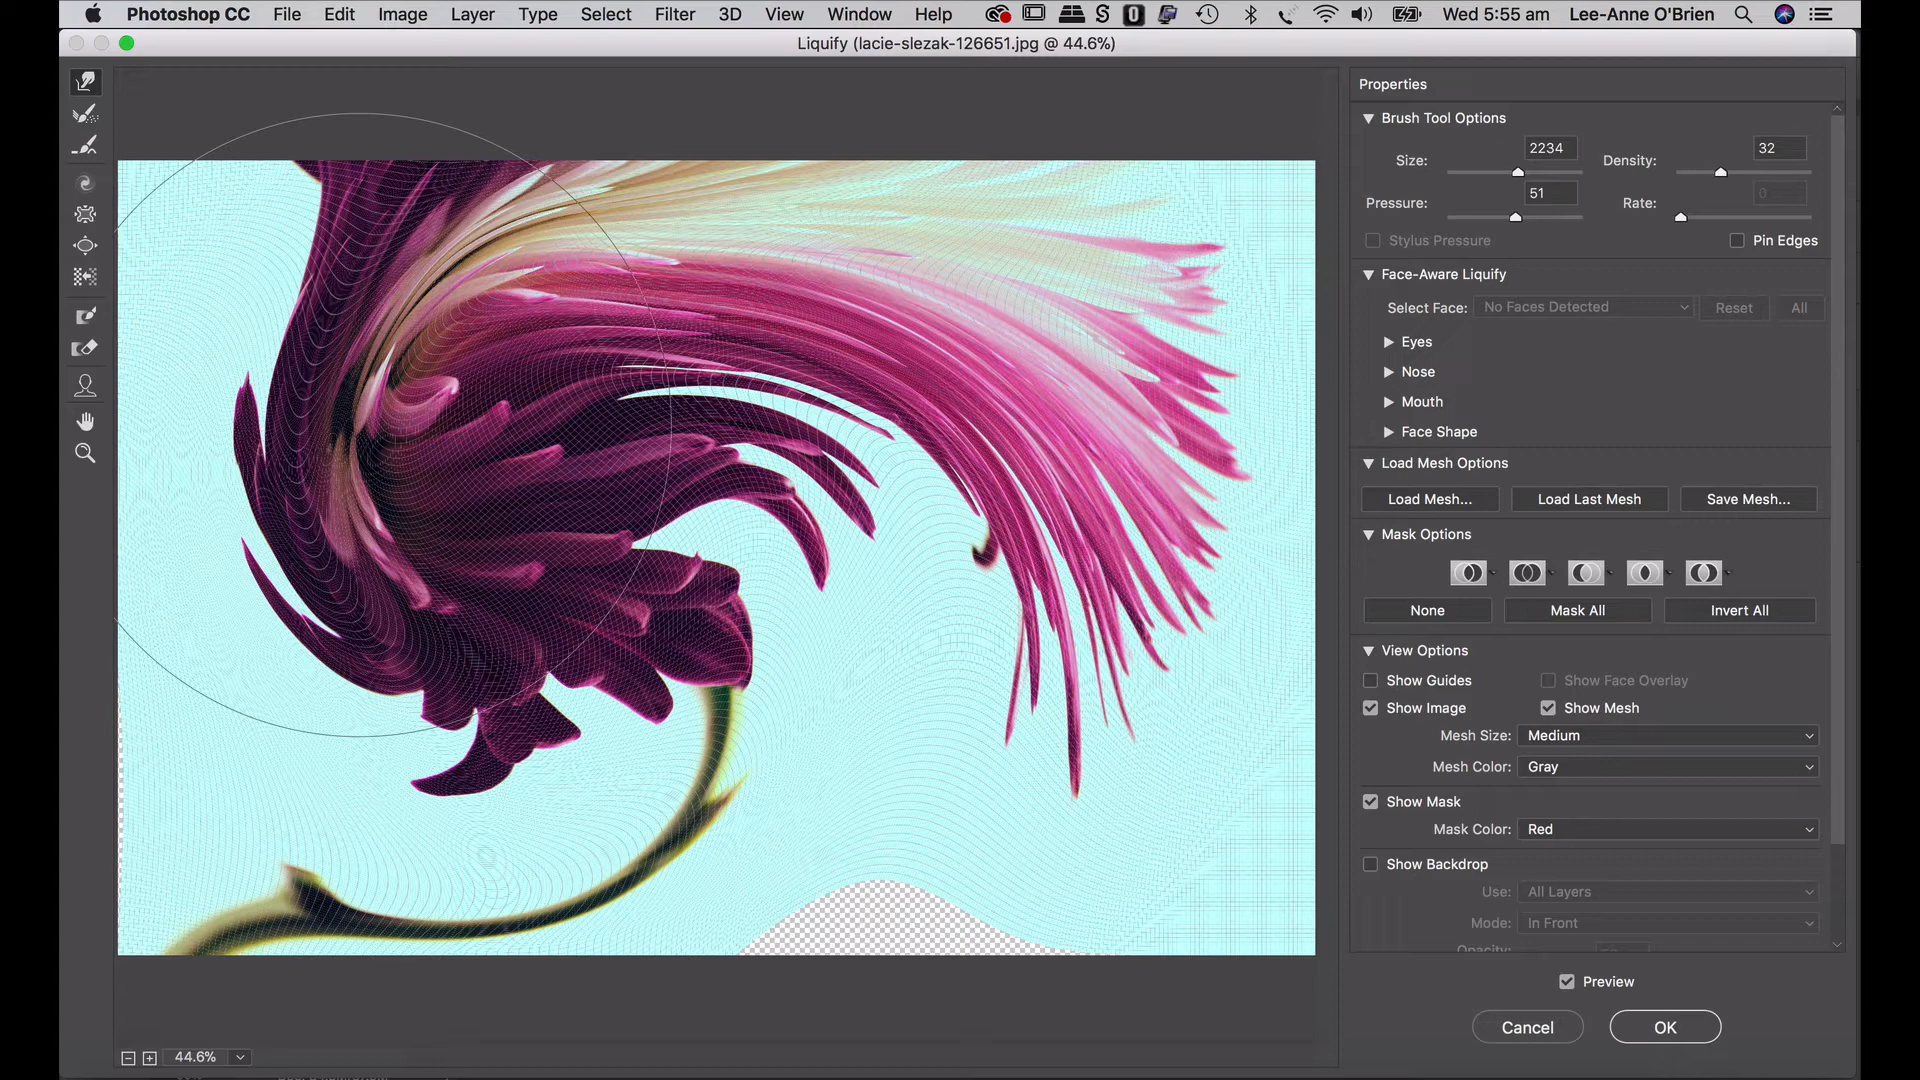 Photoshop CC File Edit Image Layer Type Select Filter 3D View Window Help Wed 5:55 am Lee-Anne O'Brien
Liquify (lacie-slezak-126651.jpg @ 44.6%)
Properties
Brush Tool Options
Size: 2234 Density: 32
Pressure: 51 Rate: 0
Stylus Pressure Pin Edges
Face-Aware Liquify
Select Face: No Faces Detected Reset All
Eyes
Nose
Mouth
Face Shape
Load Mesh Options
Load Mesh... Load Last Mesh Save Mesh...
Mask Options
None Mask All Invert All
View Options
Show Guides Show Face Overlay
Show Image Show Mesh
Mesh Size: Medium
Mesh Color: Gray
Show Mask
Mask Color: Red
Show Backdrop
Use: All Layers
Mode: In Front
Opacity:
Preview
Cancel OK
44.6%